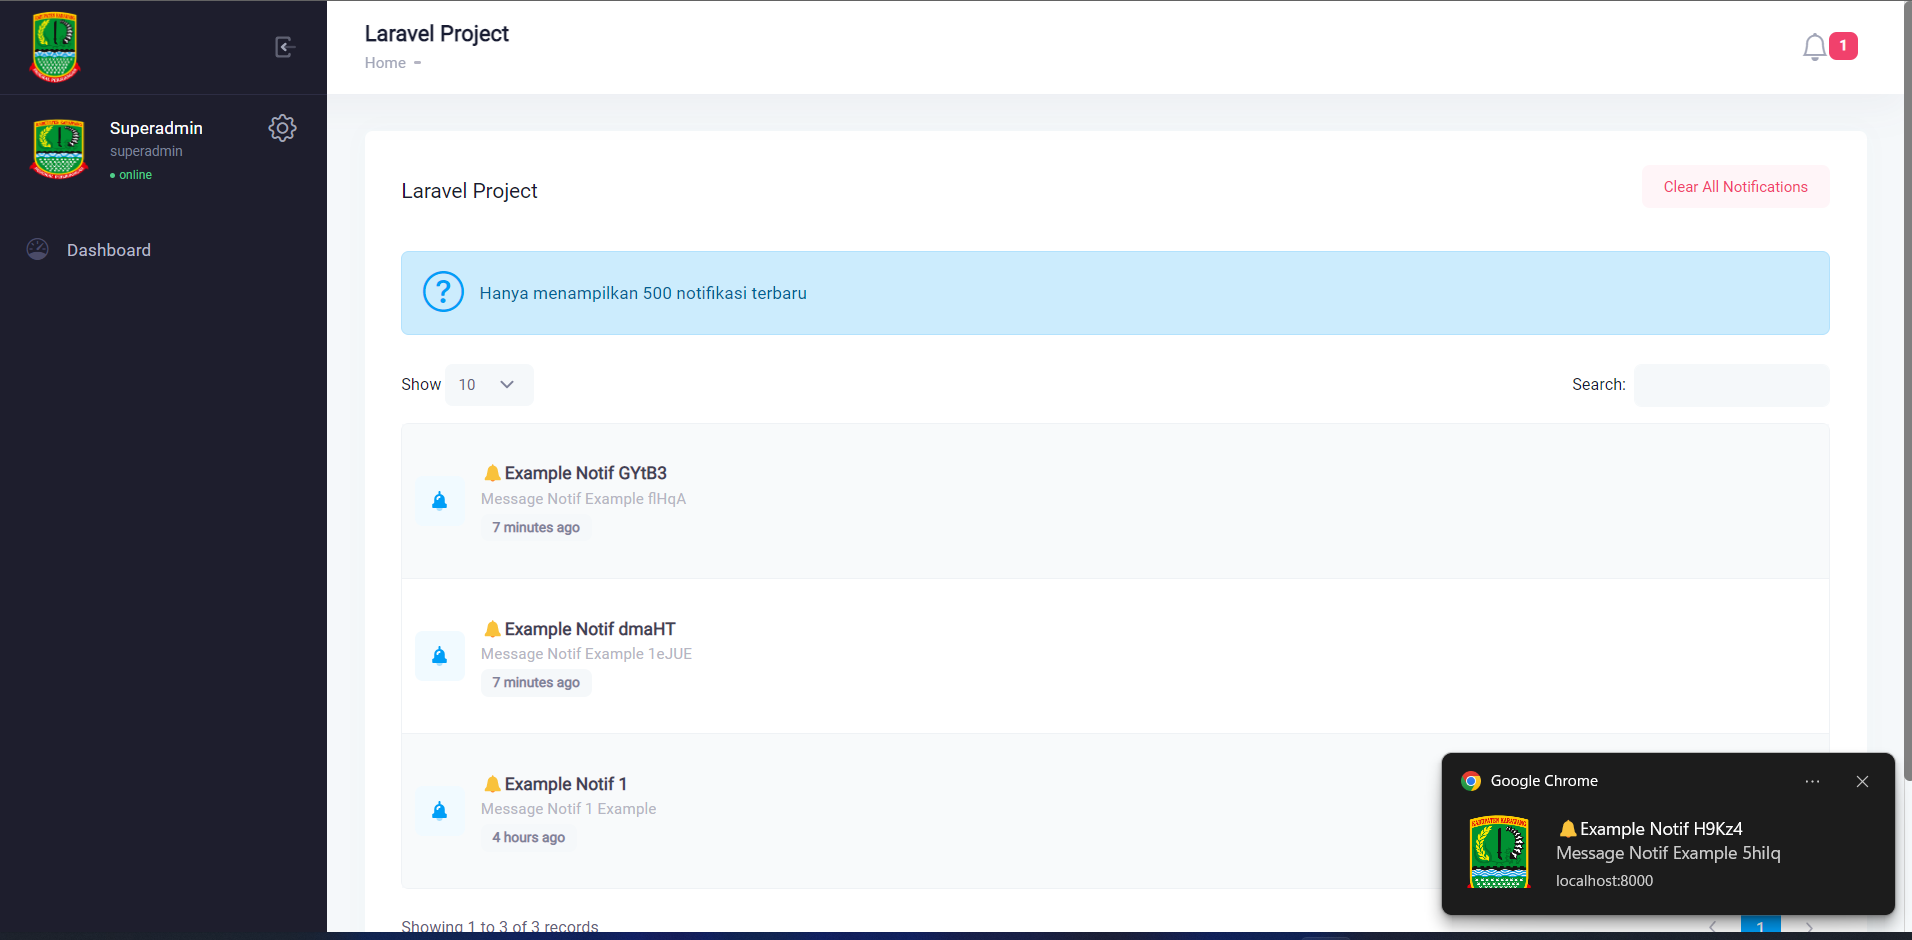 Laravel Project
Home -
1
Superadmin
superadmin
online
Dashboard
Laravel Project
Clear All Notifications
? Hanya menampilkan 500 notifikasi terbaru
Show 10
Search:
Example Notif GYtB3
Message Notif Example flHqA
7 minutes ago
Example Notif dmaHT
Message Notif Example 1eJUE
7 minutes ago
Example Notif 1
Message Notif 1 Example
4 hours ago
Showing 1 to 3 of 3 records
1
Google Chrome
Example Notif H9Kz4
Message Notif Example 5hilq
localhost:8000